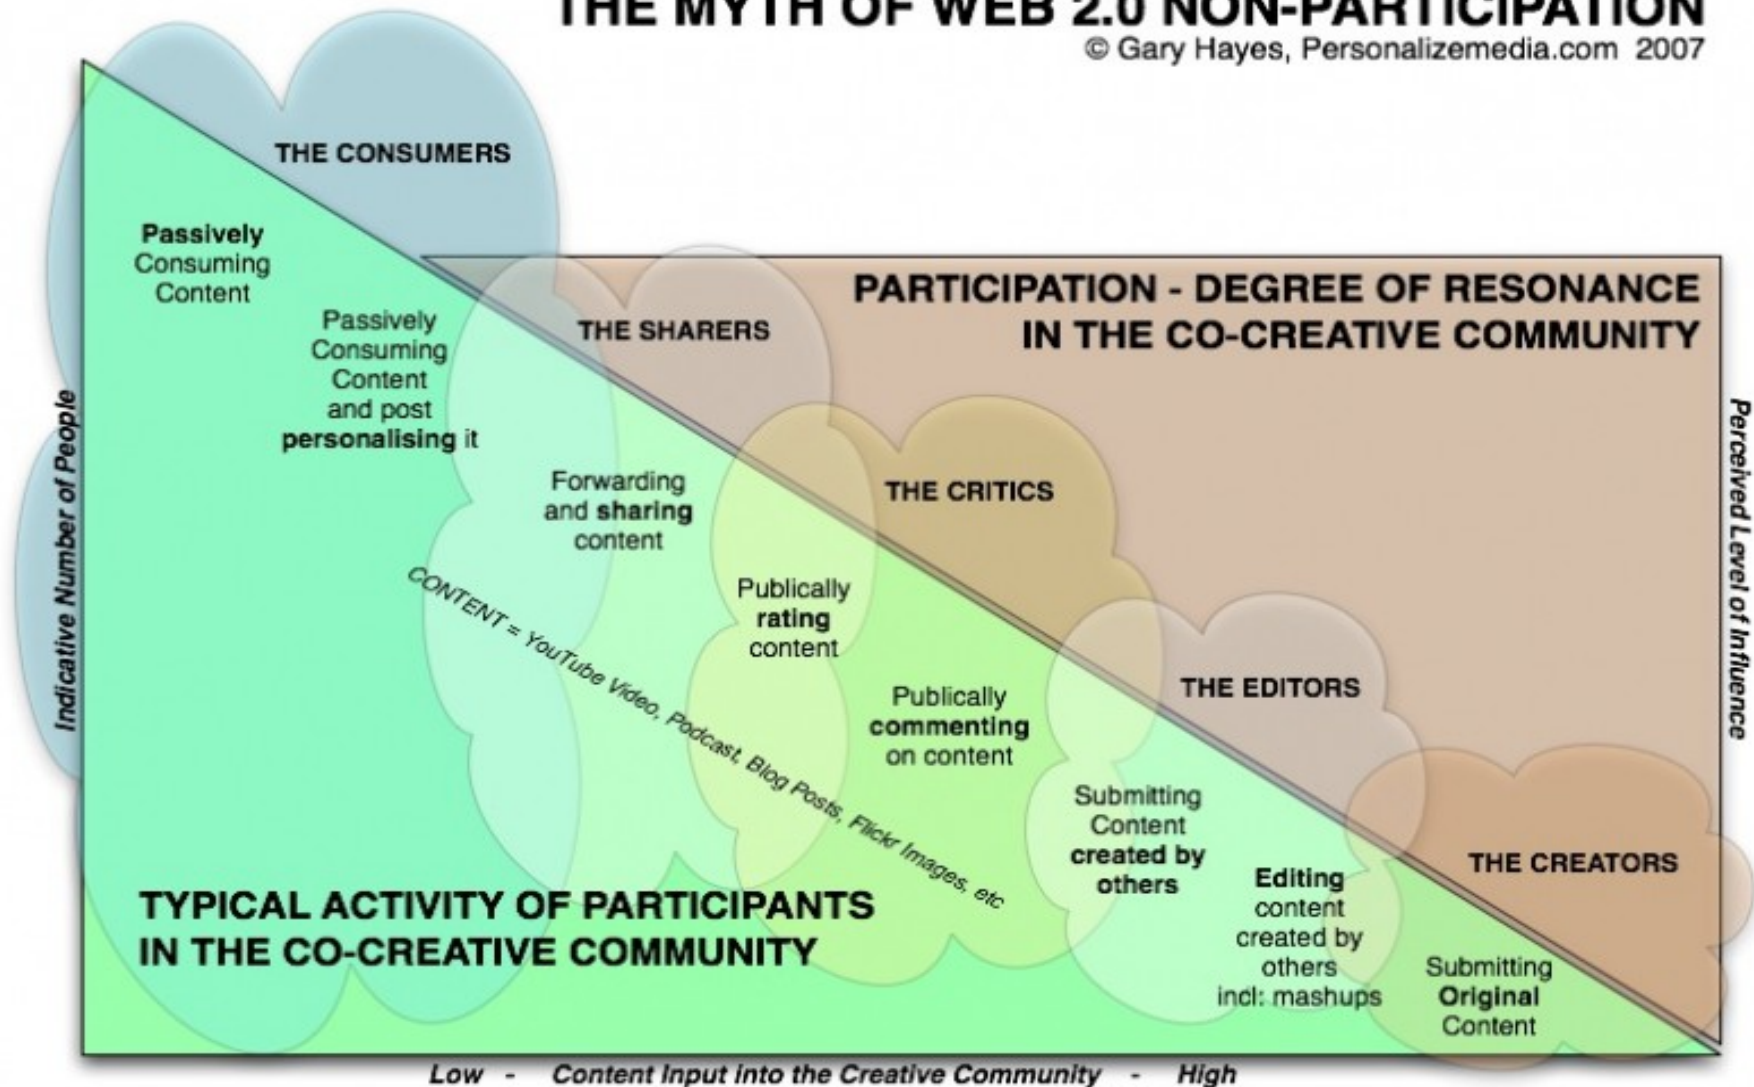 THE MYTH OF WEB 2.0 NON-PARTICIPATION
© Gary Hayes, Personalizemedia.com 2007
THE CONSUMERS
Passively
Consuming
Content
Passively
Consuming
Content
and post
personalising it
PARTICIPATION - DEGREE OF RESONANCE
IN THE CO-CREATIVE COMMUNITY
THE SHARERS
Forwarding
and sharing
content
THE CRITICS
Publically
rating
content
Publically
commenting
on content
THE EDITORS
Submitting
Content
created by
others
Editing
content
created by
others
incl: mashups
THE CREATORS
Submitting
Original
Content
CONTENT = YouTube Video, Podcast, Blog Posts, Flickr Images, etc
TYPICAL ACTIVITY OF PARTICIPANTS
IN THE CO-CREATIVE COMMUNITY
Indicative Number of People
Perceived Level of Influence
Low - Content Input into the Creative Community - High